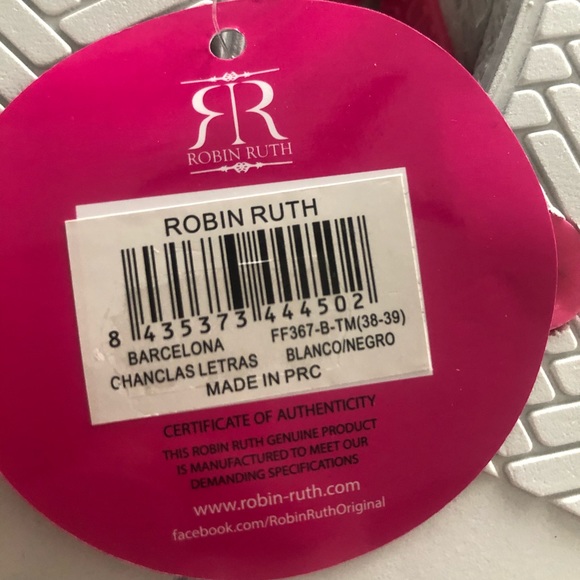 RR
ROBIN RUTH
ROBIN RUTH
8 435373 444502
BARCELONA FF367-B-TM(38-39)
CHANCLAS LETRAS BLANCO/NEGRO
MADE IN PRC
CERTIFICATE OF AUTHENTICITY
THIS ROBIN RUTH GENUINE PRODUCT
IS MANUFACTURED TO MEET OUR
DEMANDING SPECIFICATIONS
www.robin-ruth.com
facebook.com/RobinRuthOriginal